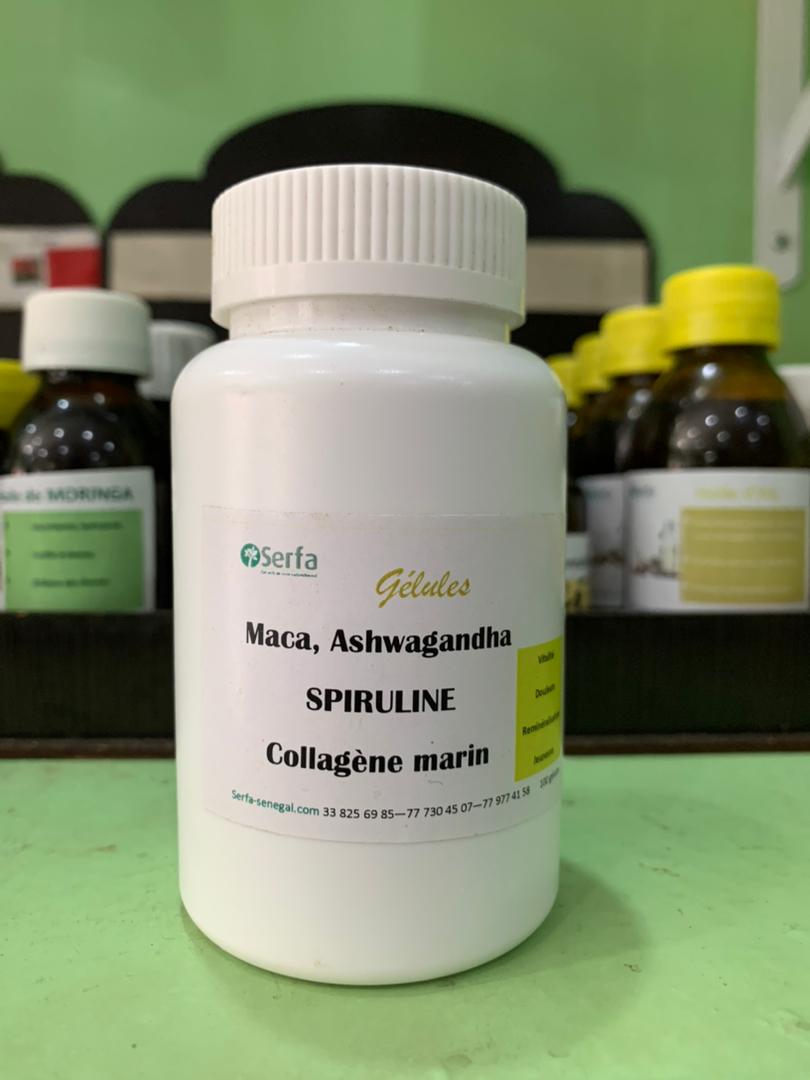 Serfa
Gélules
Maca, Ashwagandha
SPIRULINE
Collagène marin
Vitalité
Douleurs
Reminéralisation
Jeunesse
Serfa-senegal.com 33 825 69 85—77 730 45 07—77 977 41 58
100 gélules
de MORINGA